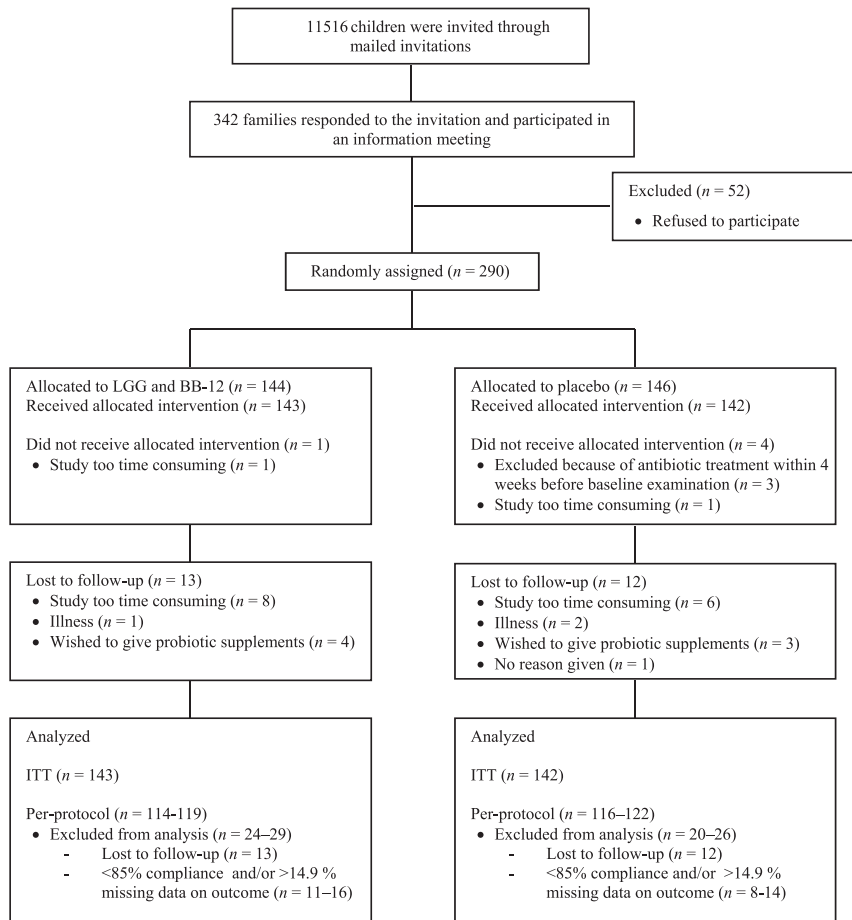 11516 children were invited through
mailed invitations
342 families responded to the invitation and participated in
an information meeting
Excluded (n = 52)
• Refused to participate
Randomly assigned (n = 290)
Allocated to LGG and BB-12 (n = 144)
Received allocated intervention (n = 143)
Did not receive allocated intervention (n = 1)
• Study too time consuming (n = 1)
Allocated to placebo (n = 146)
Received allocated intervention (n = 142)
Did not receive allocated intervention (n = 4)
• Excluded because of antibiotic treatment within 4
weeks before baseline examination (n = 3)
• Study too time consuming (n = 1)
Lost to follow-up (n = 13)
• Study too time consuming (n = 8)
• Illness (n = 1)
• Wished to give probiotic supplements (n = 4)
Lost to follow-up (n = 12)
• Study too time consuming (n = 6)
• Illness (n = 2)
• Wished to give probiotic supplements (n = 3)
• No reason given (n = 1)
Analyzed
ITT (n = 143)
Per-protocol (n = 114-119)
• Excluded from analysis (n = 24–29)
- Lost to follow-up (n = 13)
- <85% compliance and/or >14.9 %
missing data on outcome (n = 11–16)
Analyzed
ITT (n = 142)
Per-protocol (n = 116–122)
• Excluded from analysis (n = 20–26)
- Lost to follow-up (n = 12)
- <85% compliance and/or >14.9 %
missing data on outcome (n = 8-14)